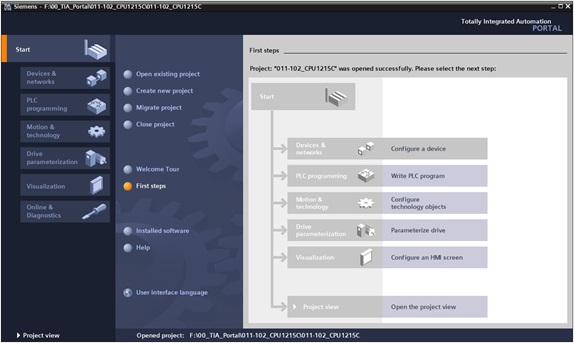 Siemens - F:\00_TIA_Portal\011-102_CPU1215C\011-102_CPU1215C
Totally Integrated Automation
PORTAL
Start
Devices &
networks
PLC
programming
Motion &
technology
Drive
parameterization
Visualization
Online &
Diagnostics
Open existing project
Create new project
Migrate project
Close project
Welcome Tour
First steps
Installed software
Help
User interface language
First steps
Project: "011-102_CPU1215C" was opened successfully. Please select the next step:
Start
Devices &
networks
Configure a device
PLC programming
Write PLC program
Motion &
technology
Configure
technology objects
Drive
parameterization
Parameterize drive
Visualization
Configure an HMI screen
Project view
Open the project view
Project view
Opened project: F:\00_TIA_Portal\011-102_CPU1215C\011-102_CPU1215C